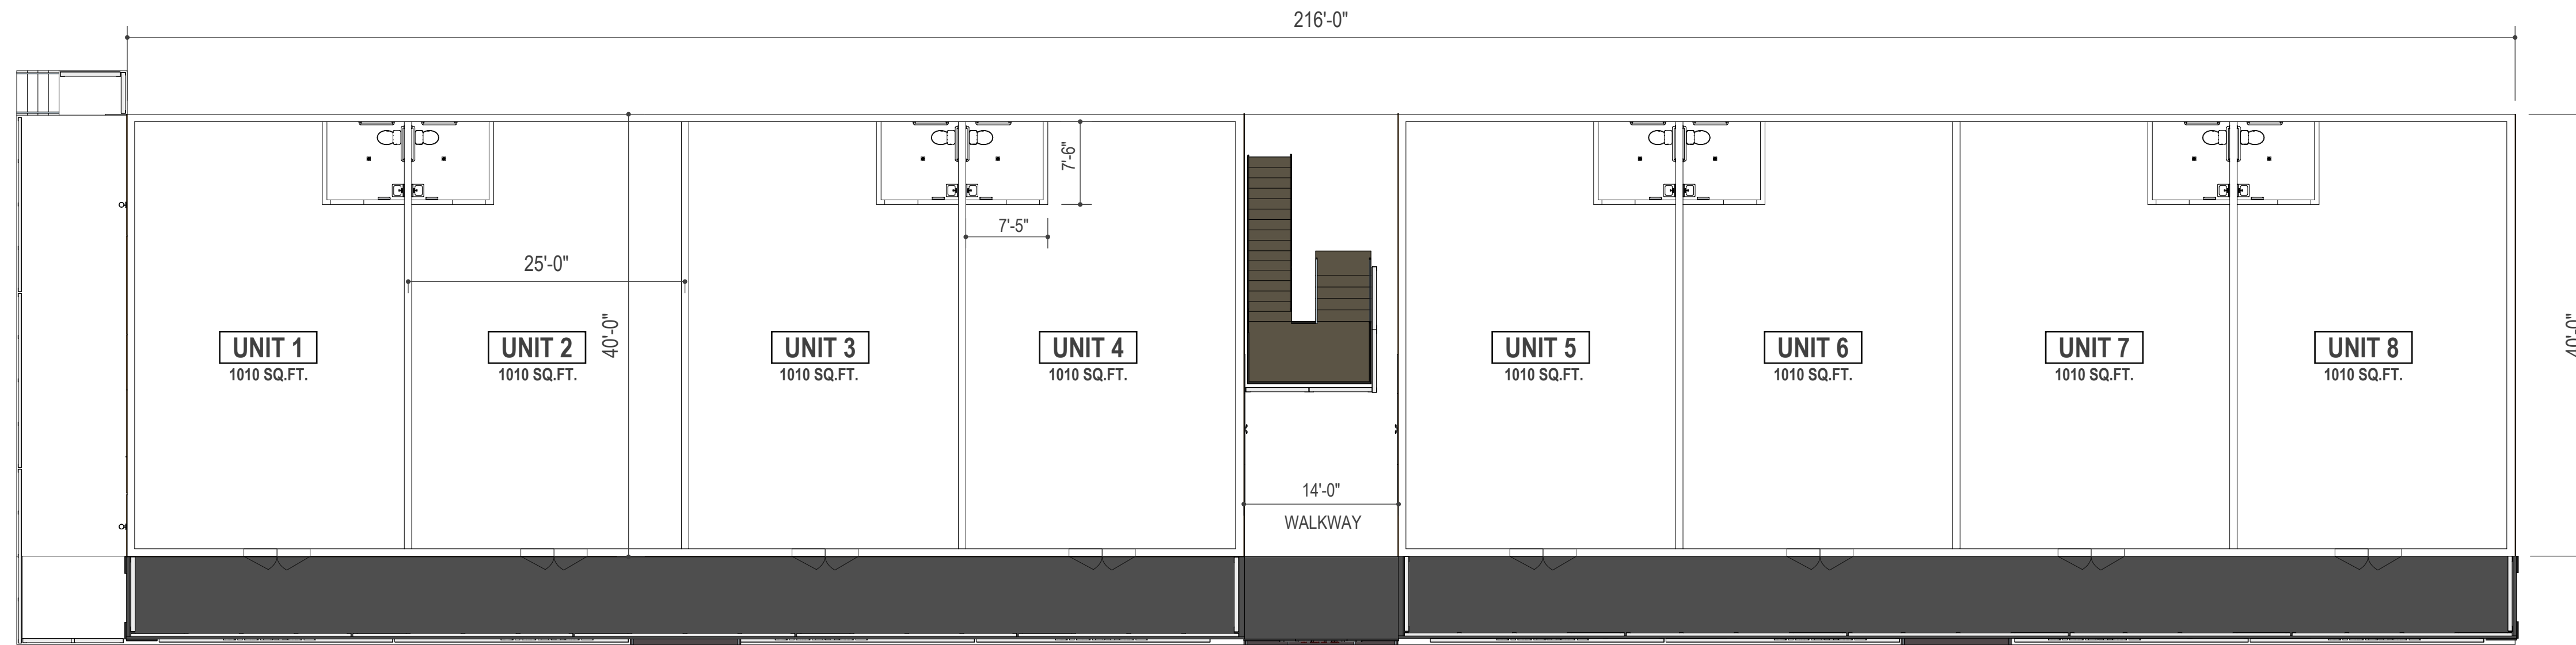 216'-0"
7'-6"
7'-5"
25'-0"
40'-0"
40'-0"
UNIT 1
1010 SQ.FT.
UNIT 2
1010 SQ.FT.
UNIT 3
1010 SQ.FT.
UNIT 4
1010 SQ.FT.
UNIT 5
1010 SQ.FT.
UNIT 6
1010 SQ.FT.
UNIT 7
1010 SQ.FT.
UNIT 8
1010 SQ.FT.
14'-0"
WALKWAY